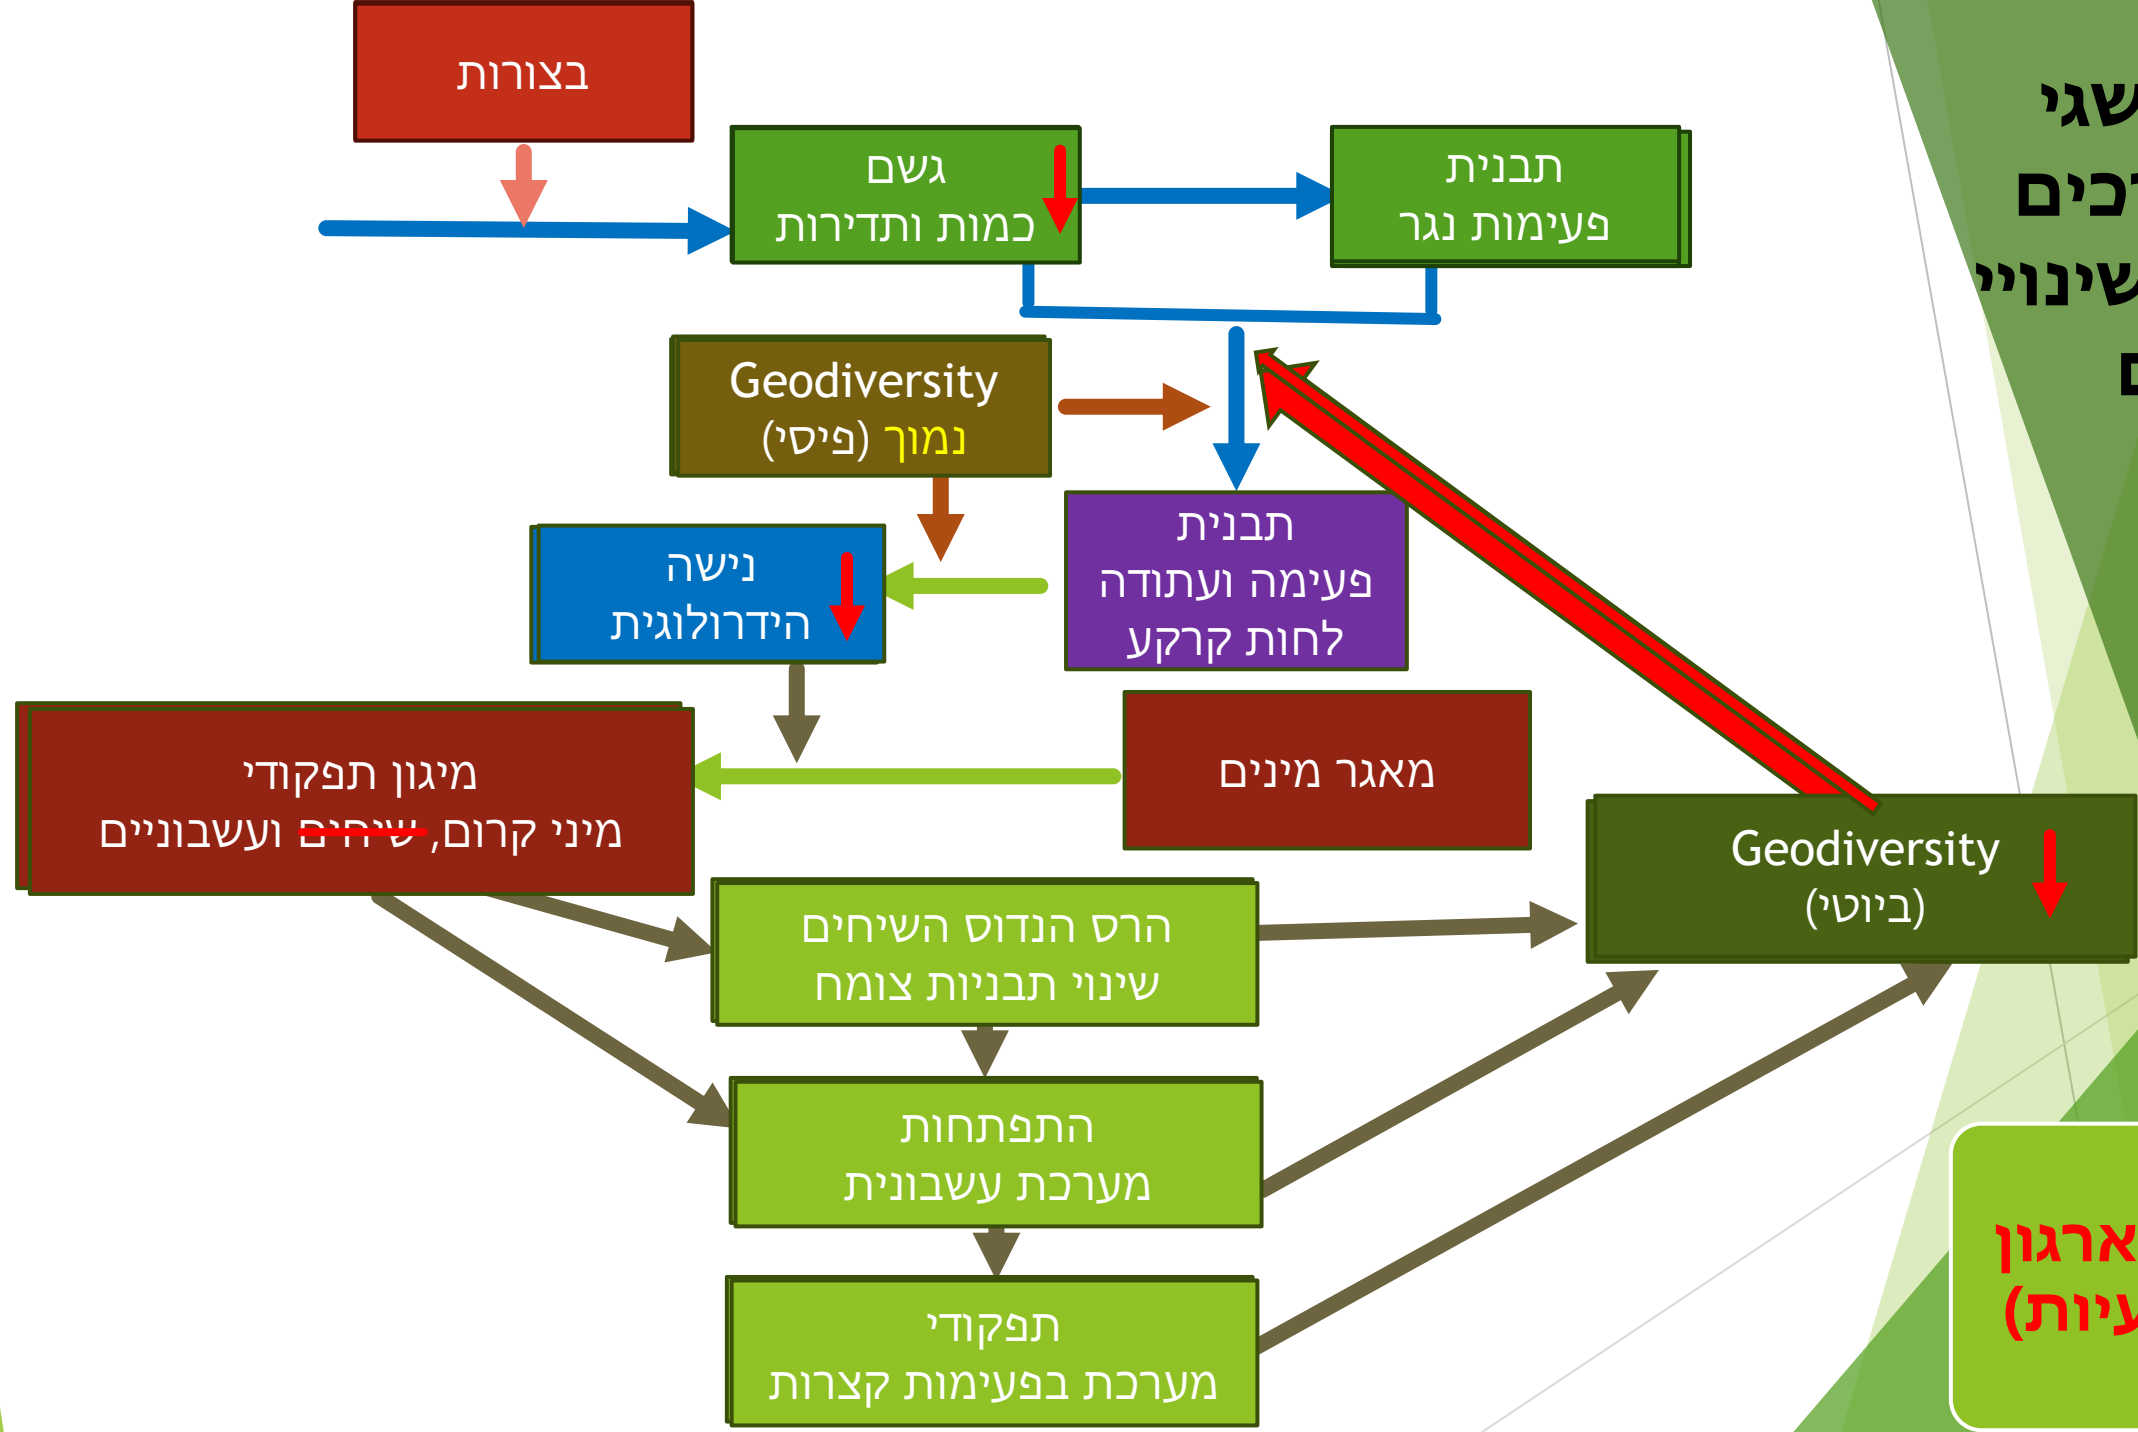 בצורות
גשם
כמות ותדירות
תבנית
פעימות נגר
Geodiversity
נמוך (פיסי)
תבנית
פעימה ועתודה
לחות קרקע
נישה
הידרולוגית
מיגון תפקודי
מיני קרום, שיחים ועשבוניים
מאגר מינים
Geodiversity
(ביוטי)
הרס הנדוס השיחים
שינוי תבניות צומח
התפתחות
מערכת עשבונית
תפקודי
מערכת בפעימות קצרות
שינויי
ארגון